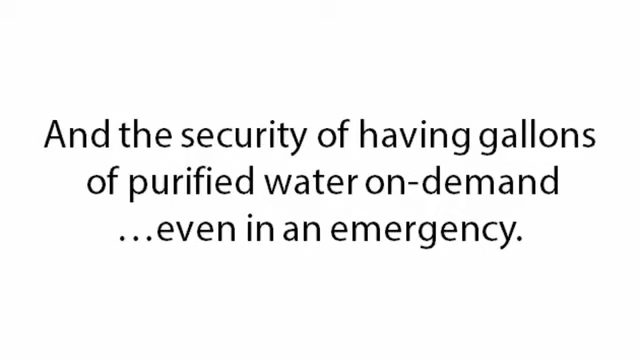 And the security of having gallons
of purified water on-demand
…even in an emergency.